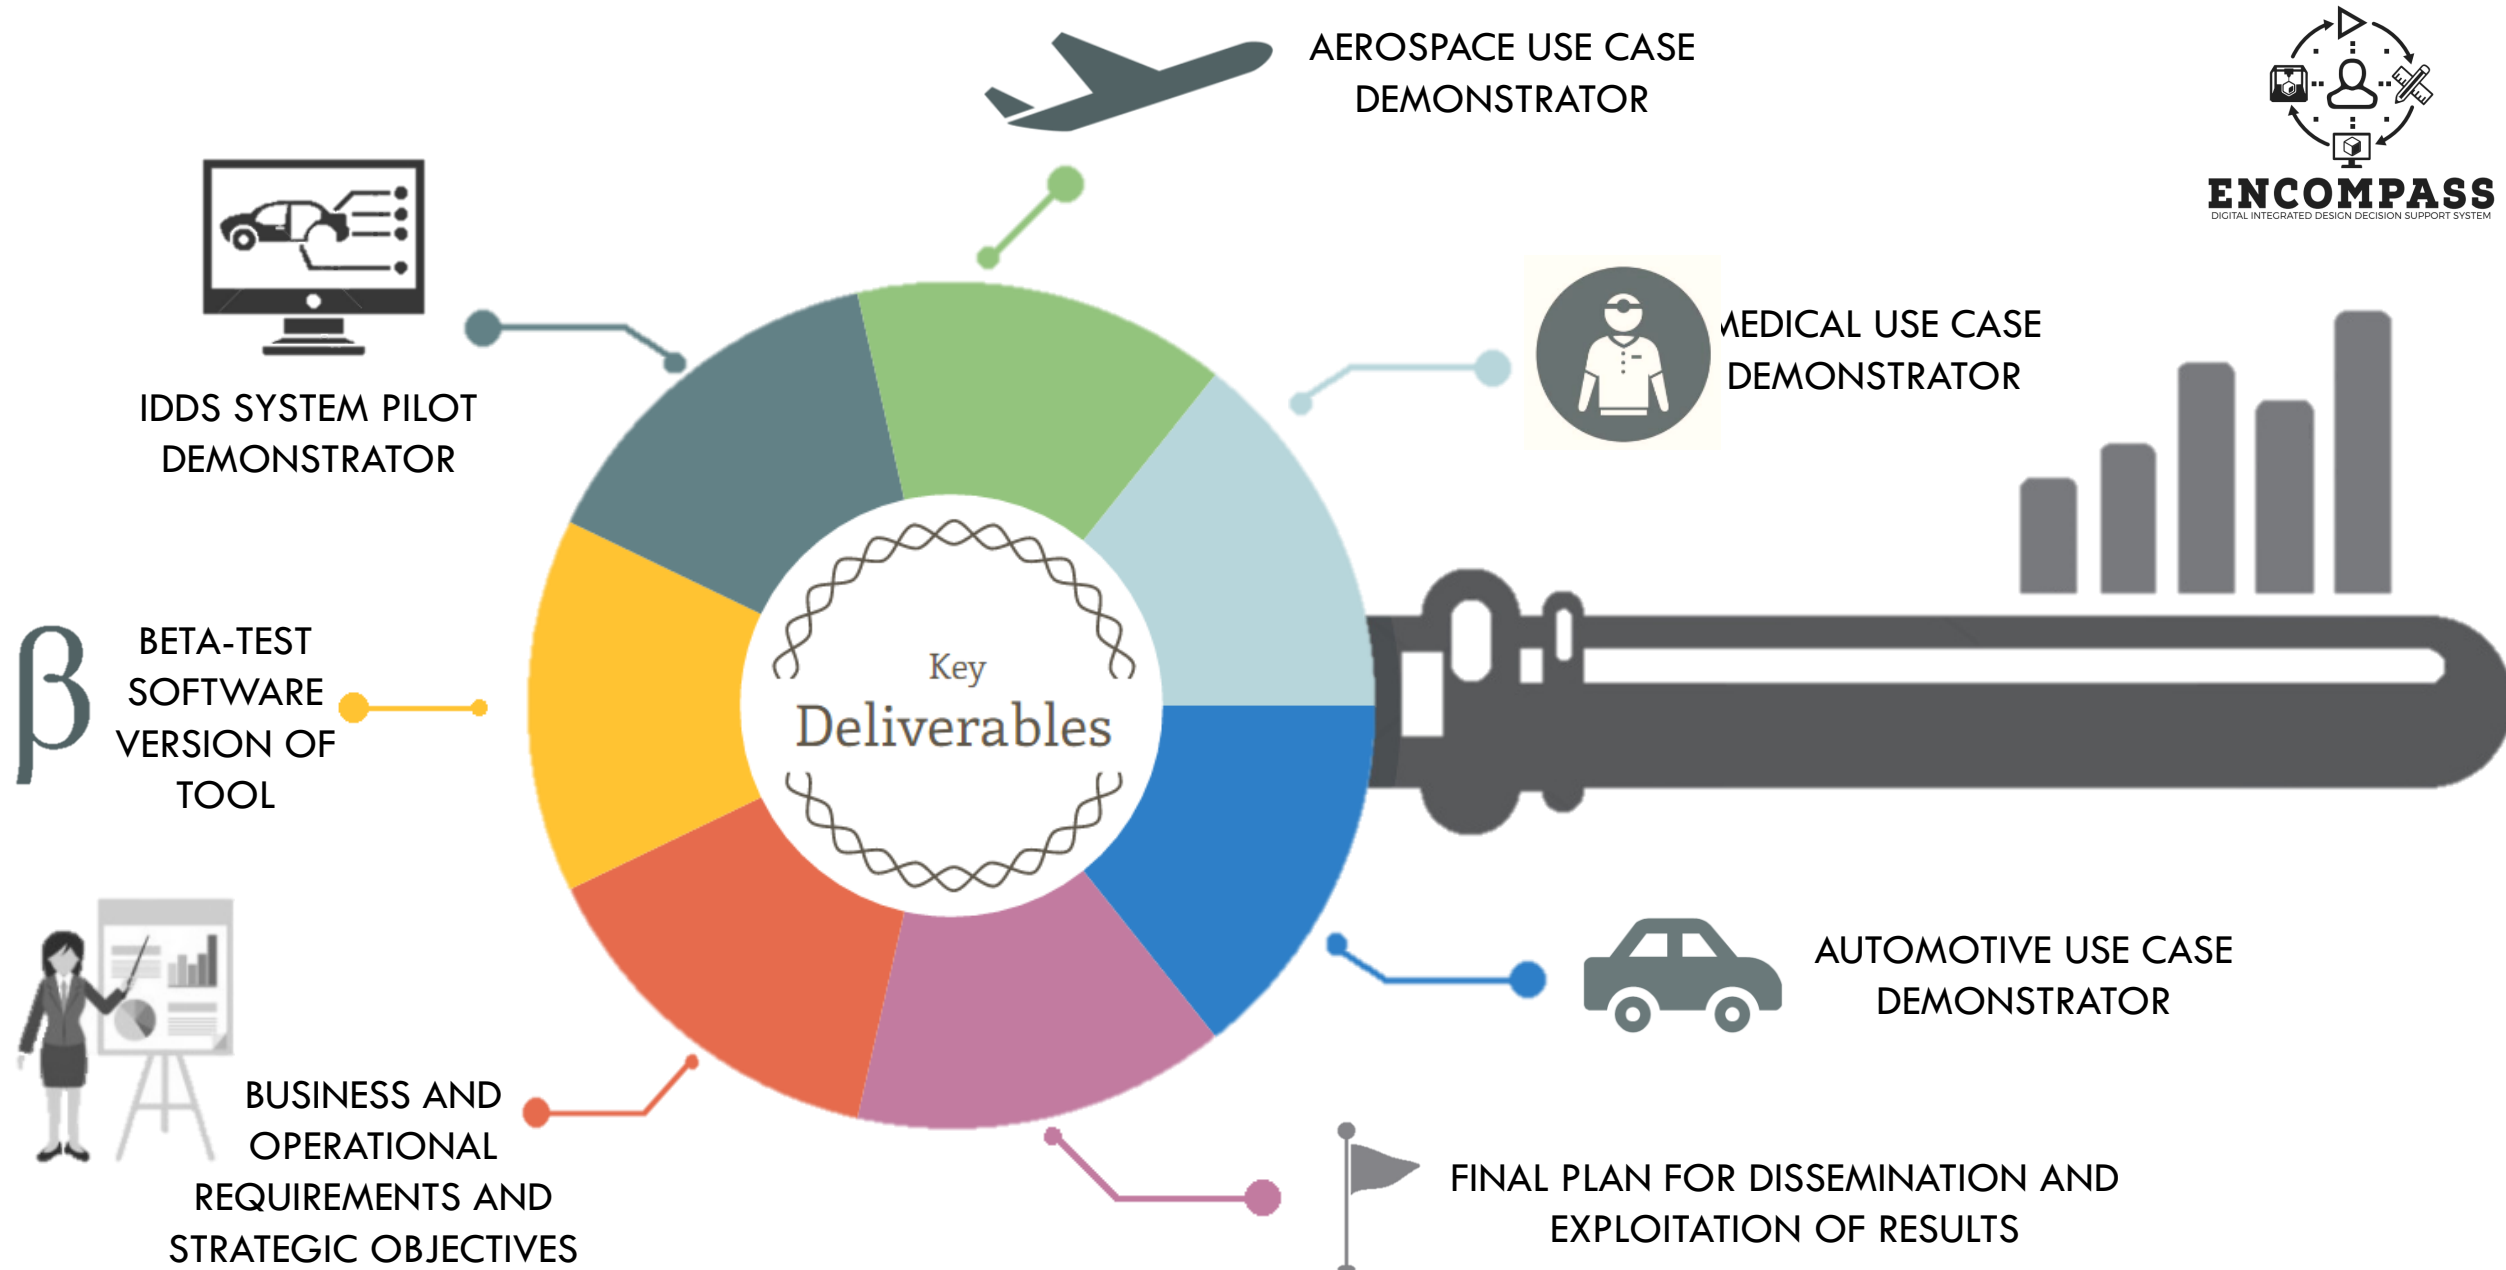 AEROSPACE USE CASE
DEMONSTRATOR
ENCOMPASS
DIGITAL INTEGRATED DESIGN DECISION SUPPORT SYSTEM
MEDICAL USE CASE
DEMONSTRATOR
IDDS SYSTEM PILOT
DEMONSTRATOR
β
BETA-TEST
SOFTWARE
VERSION OF
TOOL
Key
Deliverables
AUTOMOTIVE USE CASE
DEMONSTRATOR
BUSINESS AND
OPERATIONAL
REQUIREMENTS AND
STRATEGIC OBJECTIVES
FINAL PLAN FOR DISSEMINATION AND
EXPLOITATION OF RESULTS